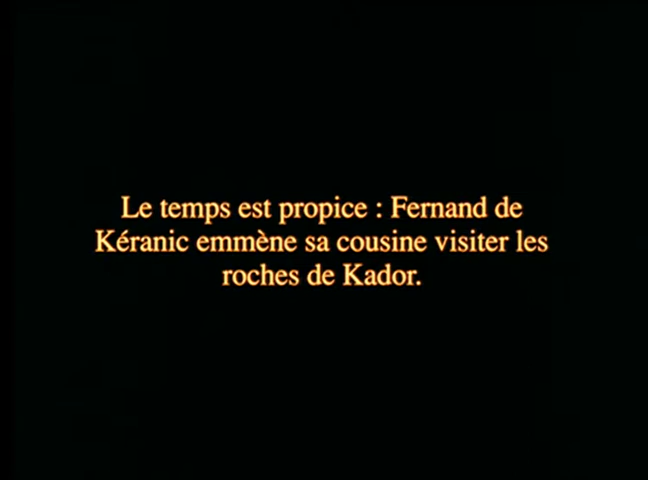 Le temps est propice : Fernand de
Kéranic emmène sa cousine visiter les
roches de Kador.